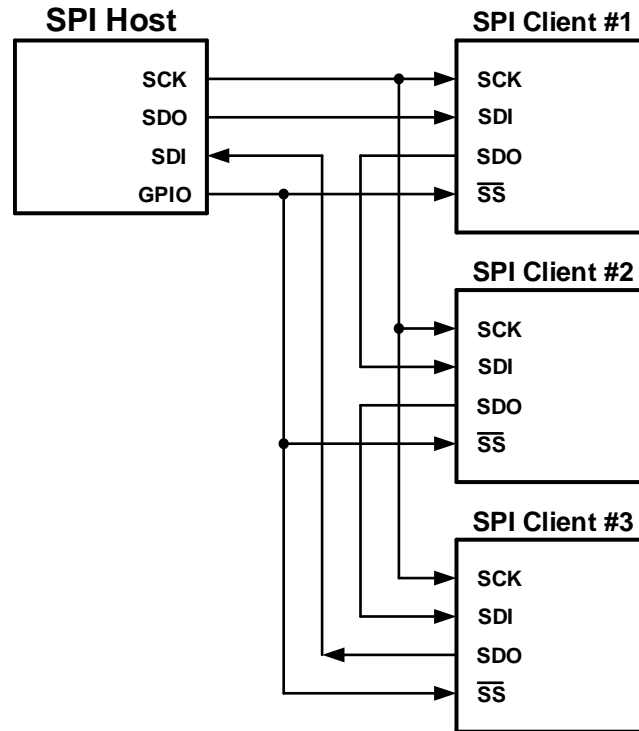 SPI Host
SCK
SDO
SDI
GPIO
SPI Client #1
SCK
SDI
SDO
SS
SPI Client #2
SCK
SDI
SDO
SS
SPI Client #3
SCK
SDI
SDO
SS